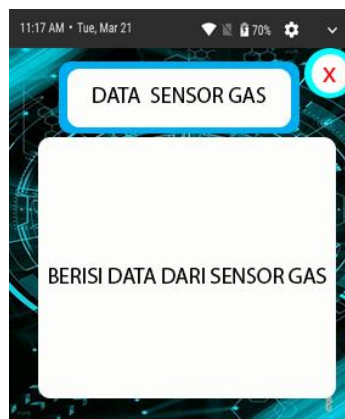 11:17 AM • Tue, Mar 21 70%
X
DATA SENSOR GAS
BERISI DATA DARI SENSOR GAS